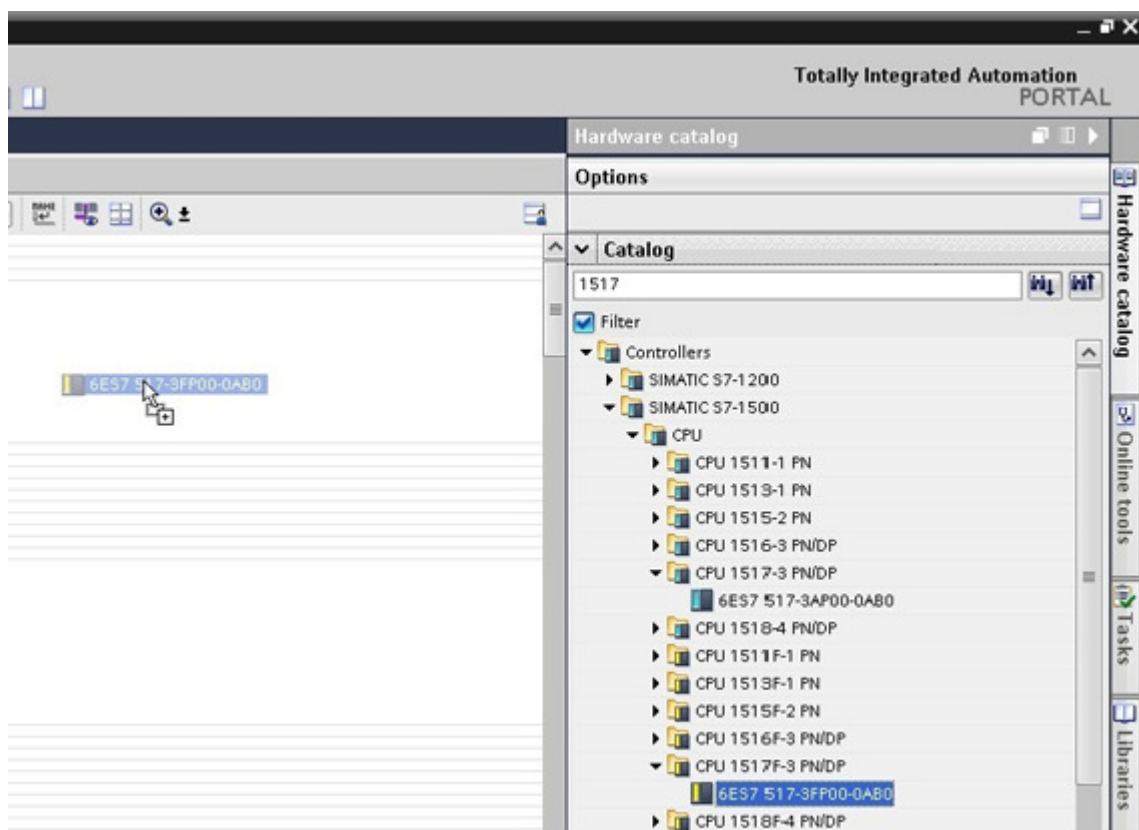 Totally Integrated Automation
PORTAL
Hardware catalog
Options
Catalog
1517
Filter
Controllers
SIMATIC S7-1200
SIMATIC S7-1500
CPU
CPU 1511-1 PN
CPU 1513-1 PN
CPU 1515-2 PN
CPU 1516-3 PN/DP
CPU 1517-3 PN/DP
6ES7 517-3AP00-0AB0
CPU 1518-4 PN/DP
CPU 1511F-1 PN
CPU 1513F-1 PN
CPU 1515F-2 PN
CPU 1516F-3 PN/DP
CPU 1517F-3 PN/DP
6ES7 517-3FP00-0AB0
CPU 1518F-4 PN/DP
6ES7 517-3FP00-0AB0
Hardware catalog
Online tools
Tasks
Libraries